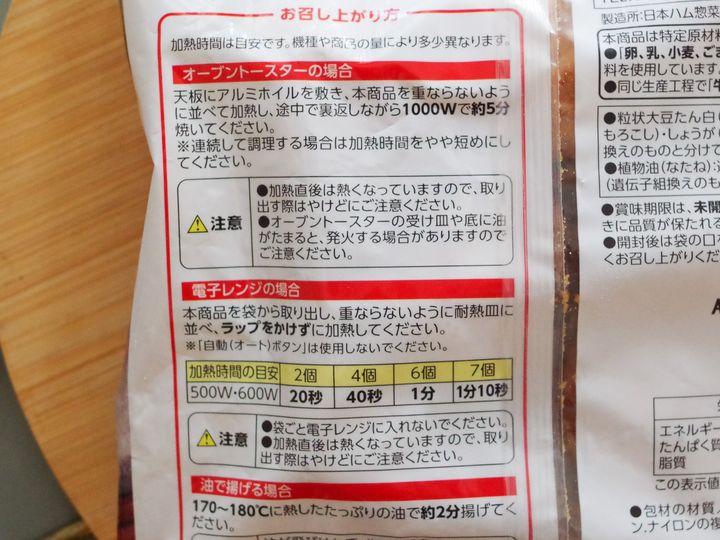 お召し上がり方
加熱時間は目安です。機種や商品の量により多少異なります。
オーブントースターの場合
天板にアルミホイルを敷き、本商品を重ならないよう
に並べて加熱し、途中で裏返しながら1000Wで約5分
焼いてください。
※連続して調理する場合は加熱時間をやや短めにし
てください。
注意
●加熱直後は熱くなっていますので、取り
出す際はやけどにご注意ください。
●オーブントースターの受け皿や底に油
がたまると、発火する場合がありますので
ご注意ください。
電子レンジの場合
本商品を袋から取り出し、重ならないように耐熱皿に
並べ、ラップをかけずに加熱してください。
※「自動(オート)ボタン」は使用しないでください。
加熱時間の目安 2個 4個 6個 7個
500W・600W 20秒 40秒 1分 1分10秒
注意
●袋ごと電子レンジに入れないでください。
●加熱直後は熱くなっていますので、取り
出す際はやけどにご注意ください。
油で揚げる場合
170〜180℃に熱したたっぷりの油で約2分揚げてく
ださい。
製造所:日本ハム惣菜
本商品は特定原材料
●「卵、乳、小麦、ごま
料を使用しています
●同じ生産工程で「
●粒状大豆たん白(
もろこし)・しょうが(
換えのものと分けて
●植物油(なたね):
(遺伝子組換えのも
●賞味期限は、未開
きに品質が保たれる
●開封後は袋の口を
くお召し上がりくだ
エネルギー
たんぱく質
脂質
この表示値
●包材の材質
ン,ナイロンの複